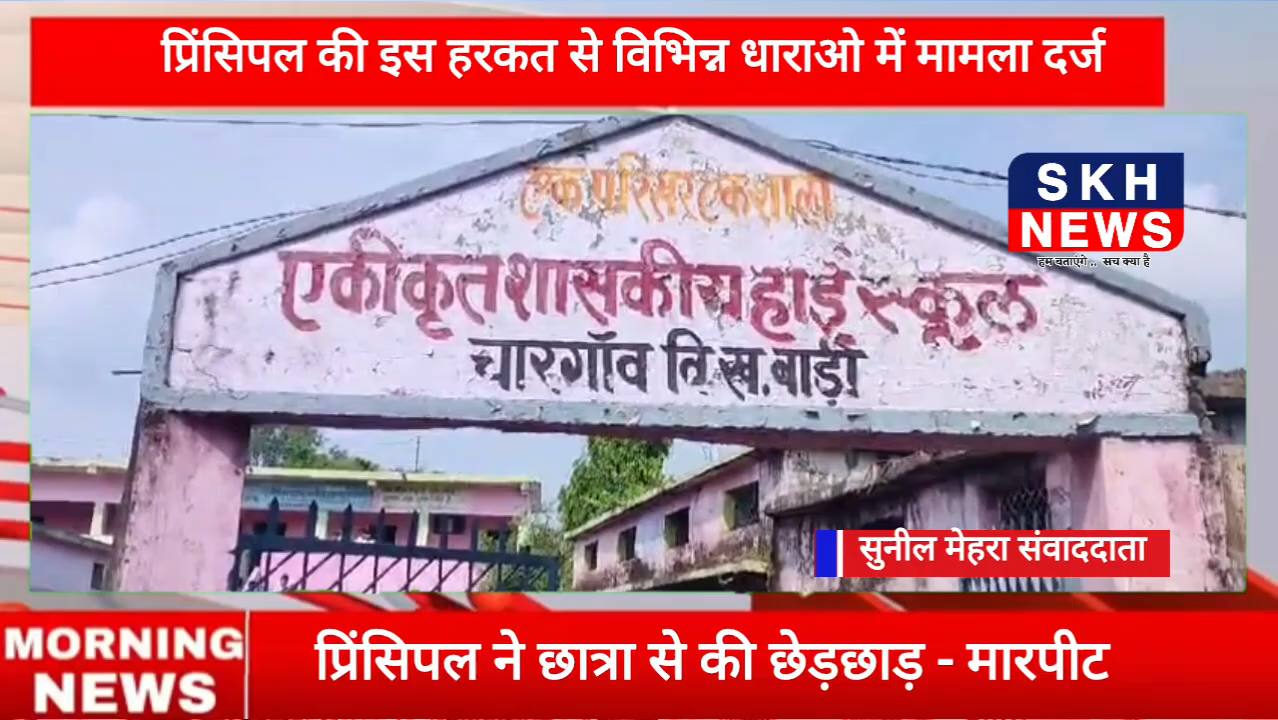 प्रिंसिपल की इस हरकत से विभिन्न धाराओ में मामला दर्ज
एक परिसर एक शाला
SKH
NEWS
हम बताएंगे .. सच क्या है
एकीकृत शासकीय हाई स्कूल
चारगाँव वि.ख.बाड़ी
सुनील मेहरा संवाददाता
MORNING
NEWS
प्रिंसिपल ने छात्रा से की छेड़छाड़ - मारपीट